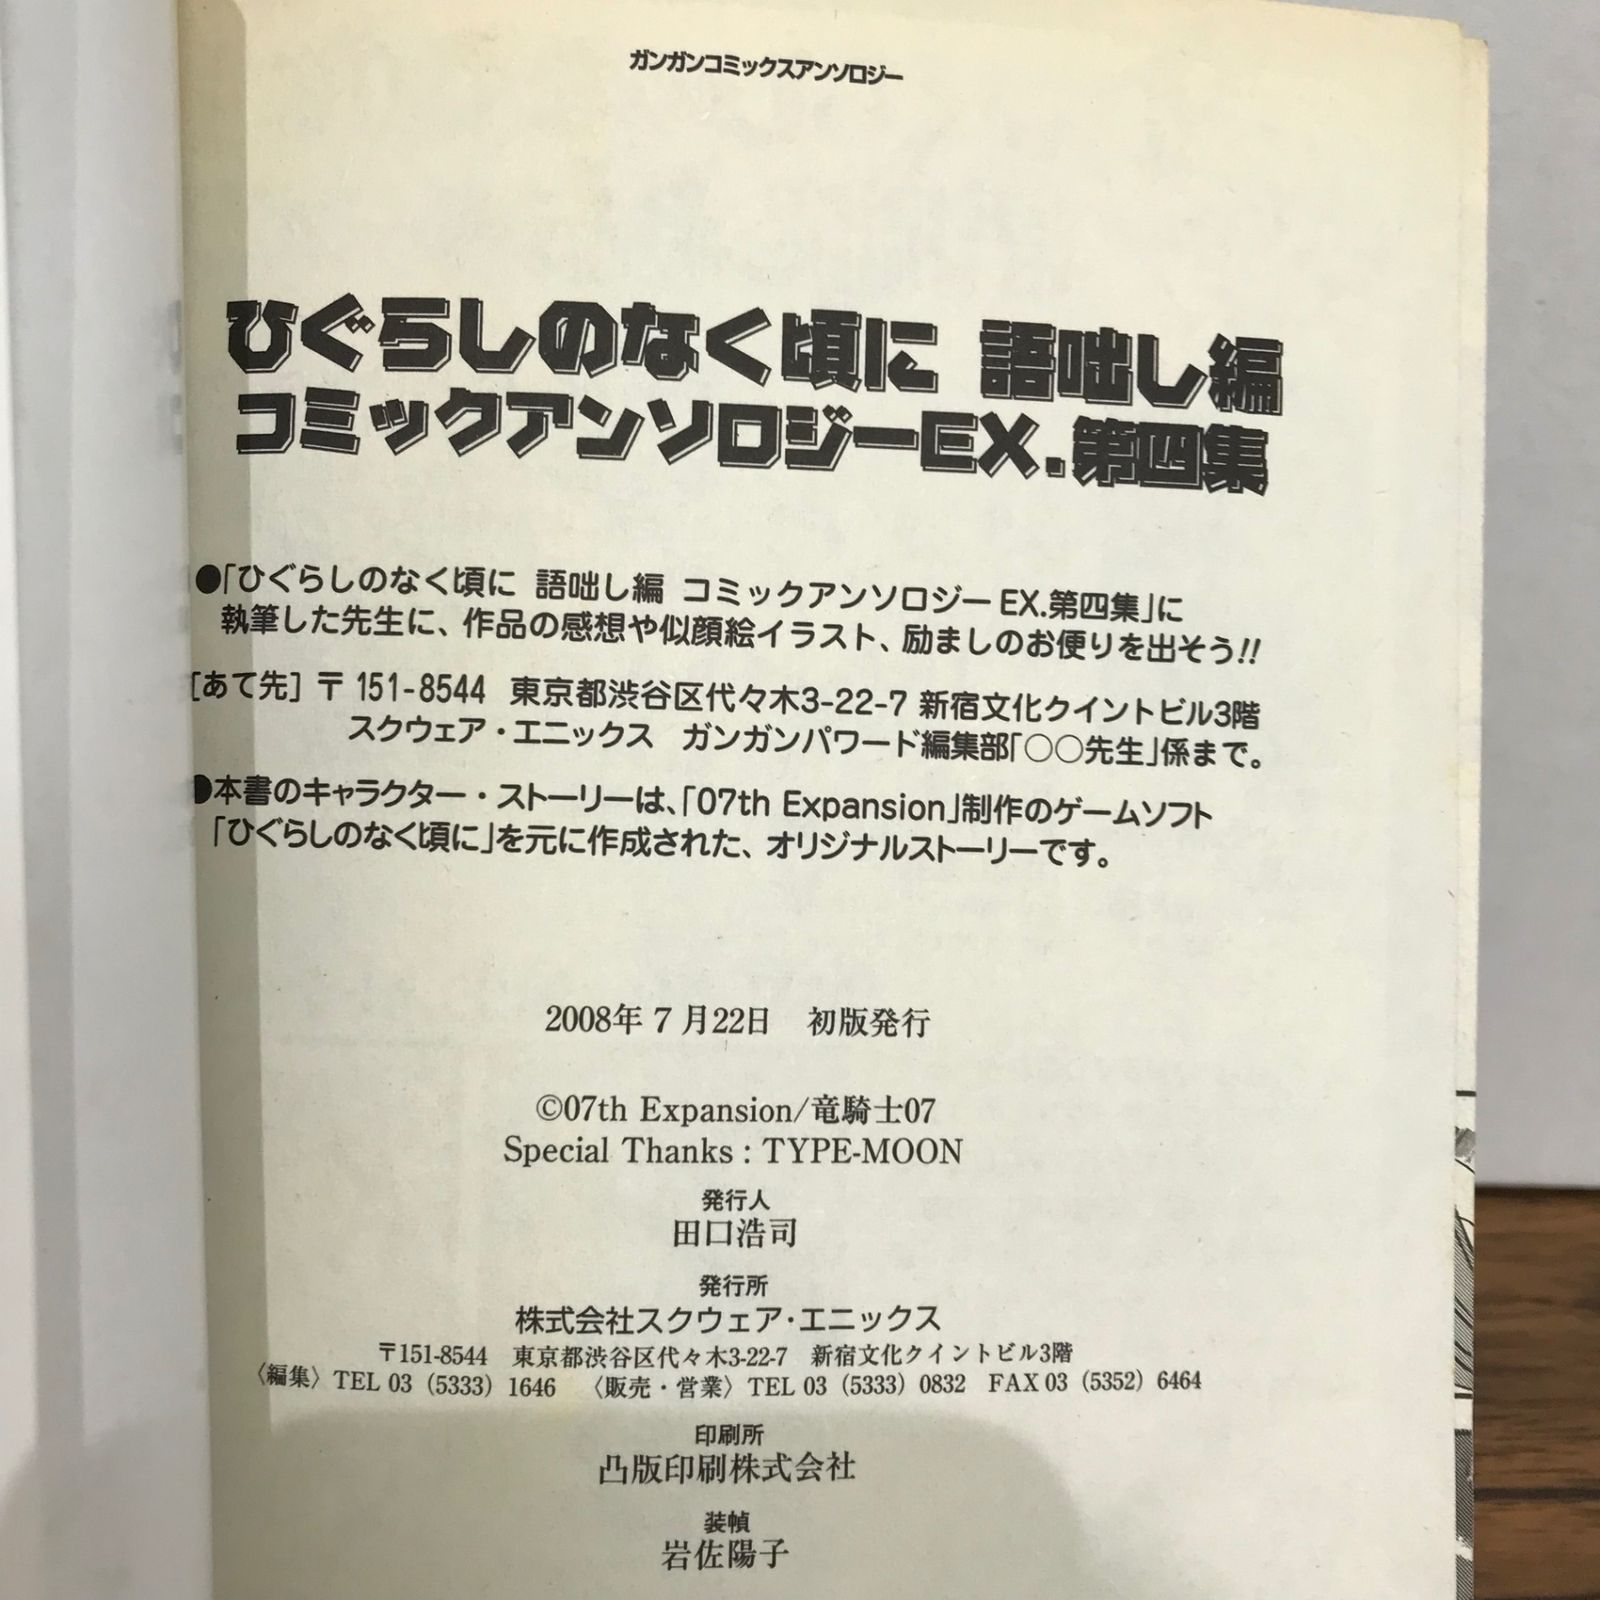 ガンガンコミックスアンソロジー
ひぐらしのなく頃に 語咄し編
コミックアンソロジーEX.第四集
●「ひぐらしのなく頃に 語咄し編 コミックアンソロジーEX.第四集」に
執筆した先生に、作品の感想や似顔絵イラスト、励ましのお便りを出そう!!
[あて先] 〒151-8544 東京都渋谷区代々木3-22-7 新宿文化クイントビル3階
スクウェア・エニックス ガンガンパワード編集部「○○先生」係まで。
●本書のキャラクター・ストーリーは、「07th Expansion」制作のゲームソフト
「ひぐらしのなく頃に」を元に作成された、オリジナルストーリーです。
2008年7月22日 初版発行
©07th Expansion/竜騎士07
Special Thanks : TYPE-MOON
発行人
田口浩司
発行所
株式会社スクウェア・エニックス
〒151-8544 東京都渋谷区代々木3-22-7 新宿文化クイントビル3階
〈編集〉TEL 03（5333）1646 〈販売・営業〉TEL 03（5333）0832 FAX 03（5352）6464
印刷所
凸版印刷株式会社
装幀
岩佐陽子